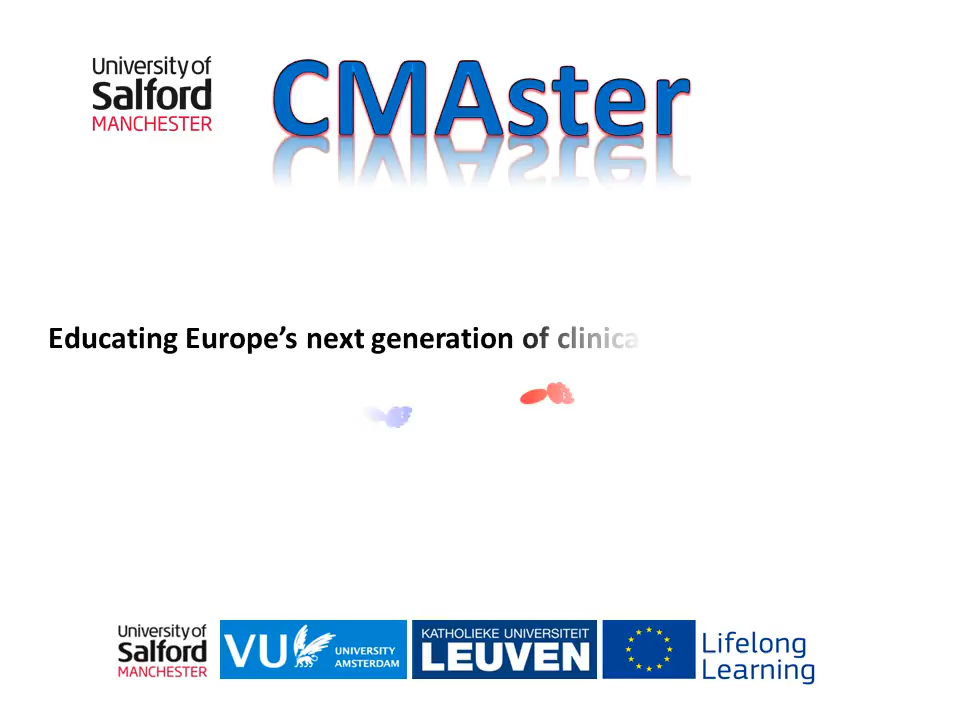 University of
Salford
MANCHESTER
CMAster
Educating Europe's next generation of clinica
University of
Salford
MANCHESTER
VU
UNIVERSITY
AMSTERDAM
KATHOLIEKE UNIVERSITEIT
LEUVEN
Lifelong
Learning